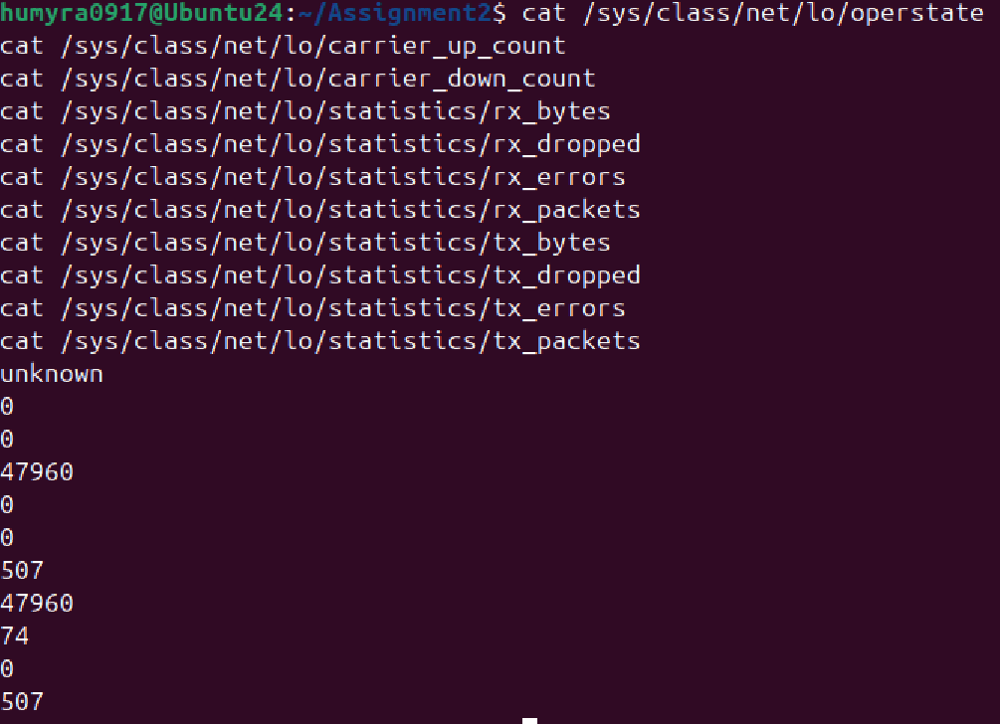 humyra0917@Ubuntu24:~/Assignment2$ cat /sys/class/net/lo/operstate
cat /sys/class/net/lo/carrier_up_count
cat /sys/class/net/lo/carrier_down_count
cat /sys/class/net/lo/statistics/rx_bytes
cat /sys/class/net/lo/statistics/rx_dropped
cat /sys/class/net/lo/statistics/rx_errors
cat /sys/class/net/lo/statistics/rx_packets
cat /sys/class/net/lo/statistics/tx_bytes
cat /sys/class/net/lo/statistics/tx_dropped
cat /sys/class/net/lo/statistics/tx_errors
cat /sys/class/net/lo/statistics/tx_packets
unknown
0
0
47960
0
0
507
47960
74
0
507